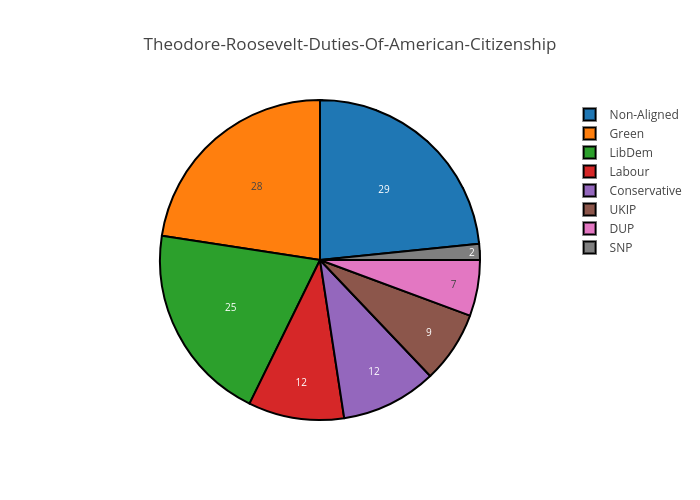 Theodore-Roosevelt-Duties-Of-American-Citizenship
Non-Aligned
Green
LibDem
Labour
Conservative
UKIP
DUP
SNP
28
29
2
7
25
9
12
12